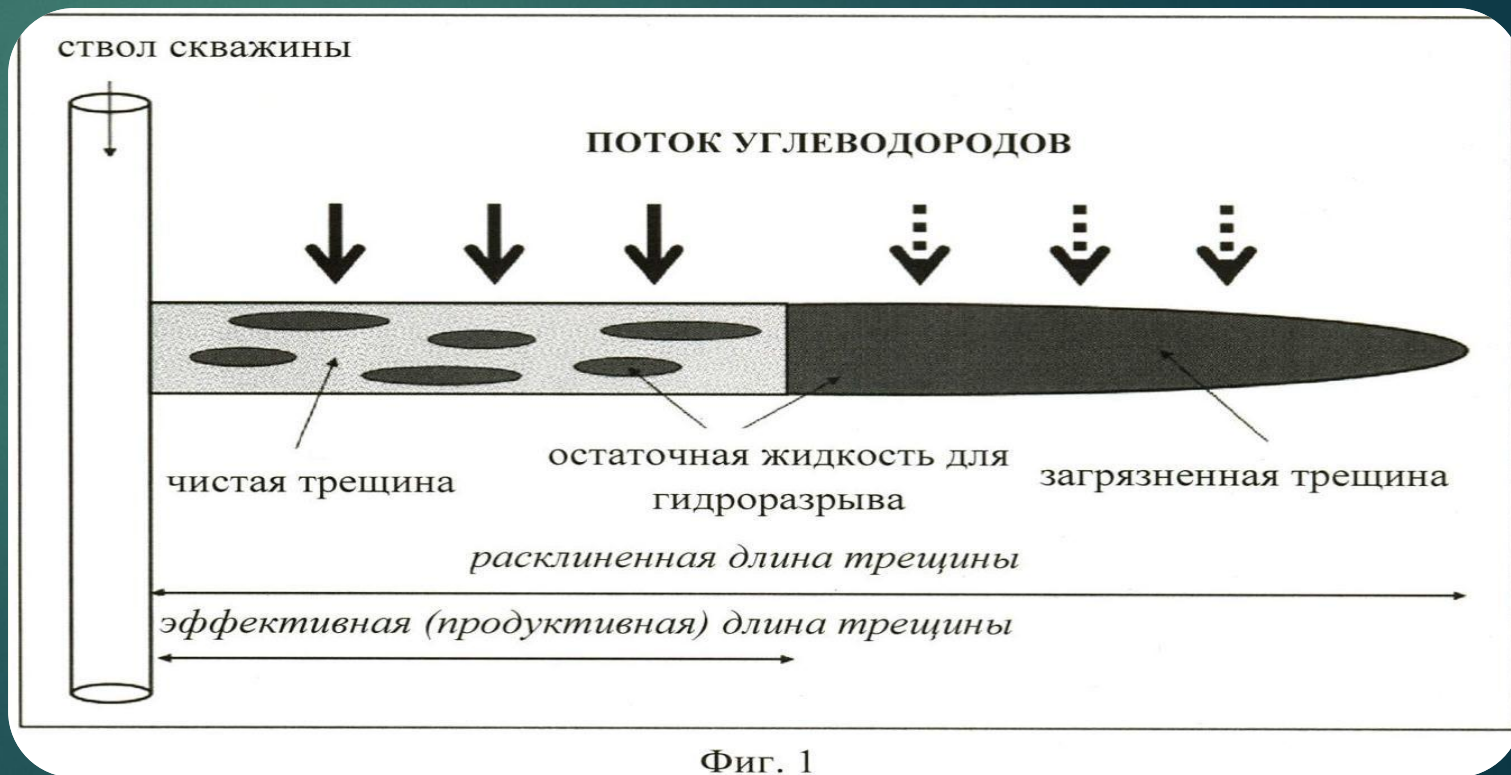 ствол скважины
ПОТОК УГЛЕВОДОРОДОВ
чистая трещина
остаточная жидкость для
гидроразрыва
загрязненная трещина
расклиненная длина трещины
эффективная (продуктивная) длина трещины
Фиг. 1